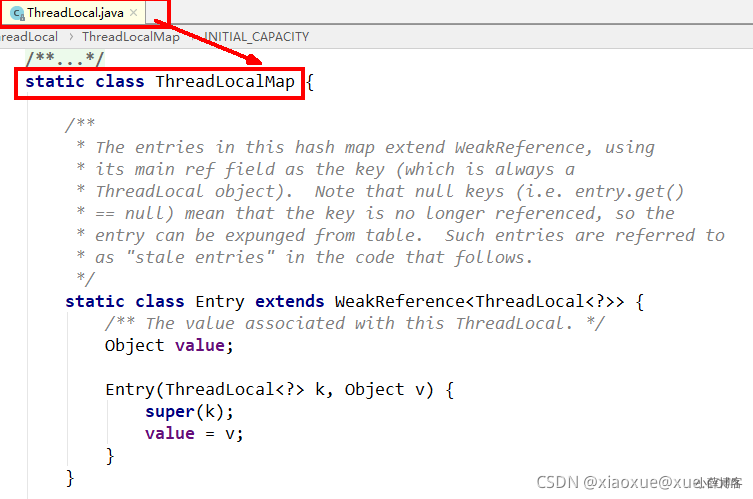 ThreadLocal.java ×
hreadLocal › ThreadLocalMap › INITIAL_CAPACITY
/**...*/
static class ThreadLocalMap {
/**
* The entries in this hash map extend WeakReference, using
* its main ref field as the key (which is always a
* ThreadLocal object).  Note that null keys (i.e. entry.get()
* == null) mean that the key is no longer referenced, so the
* entry can be expunged from table.  Such entries are referred to
* as "stale entries" in the code that follows.
*/
static class Entry extends WeakReference<ThreadLocal<?>> {
/** The value associated with this ThreadLocal. */
Object value;
Entry(ThreadLocal<?> k, Object v) {
super(k);
value = v;
}
}
CSDN @xiaoxue@xue